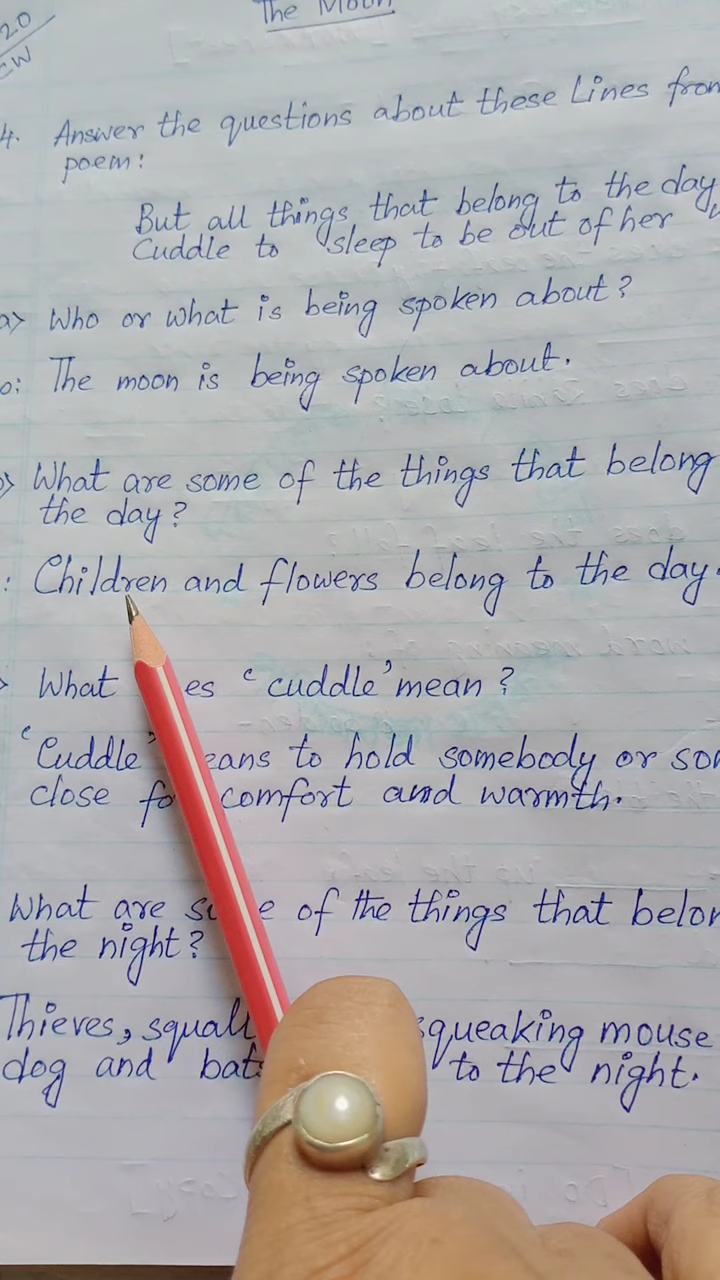 20
CW
The Moon
4. Answer the questions about these Lines from
poem:
But all things that belong to the day
Cuddle to sleep to be out of her
a> Who or what is being spoken about?
: The moon is being spoken about.
> What are some of the things that belong
the day?
: Children and flowers belong to the day.
> What es 'cuddle' mean?
'Cuddle' eans to hold somebody or
close comfort and warmth.
What are of the things that
the night?
Thieves, squeaking mouse
dog and to the night.